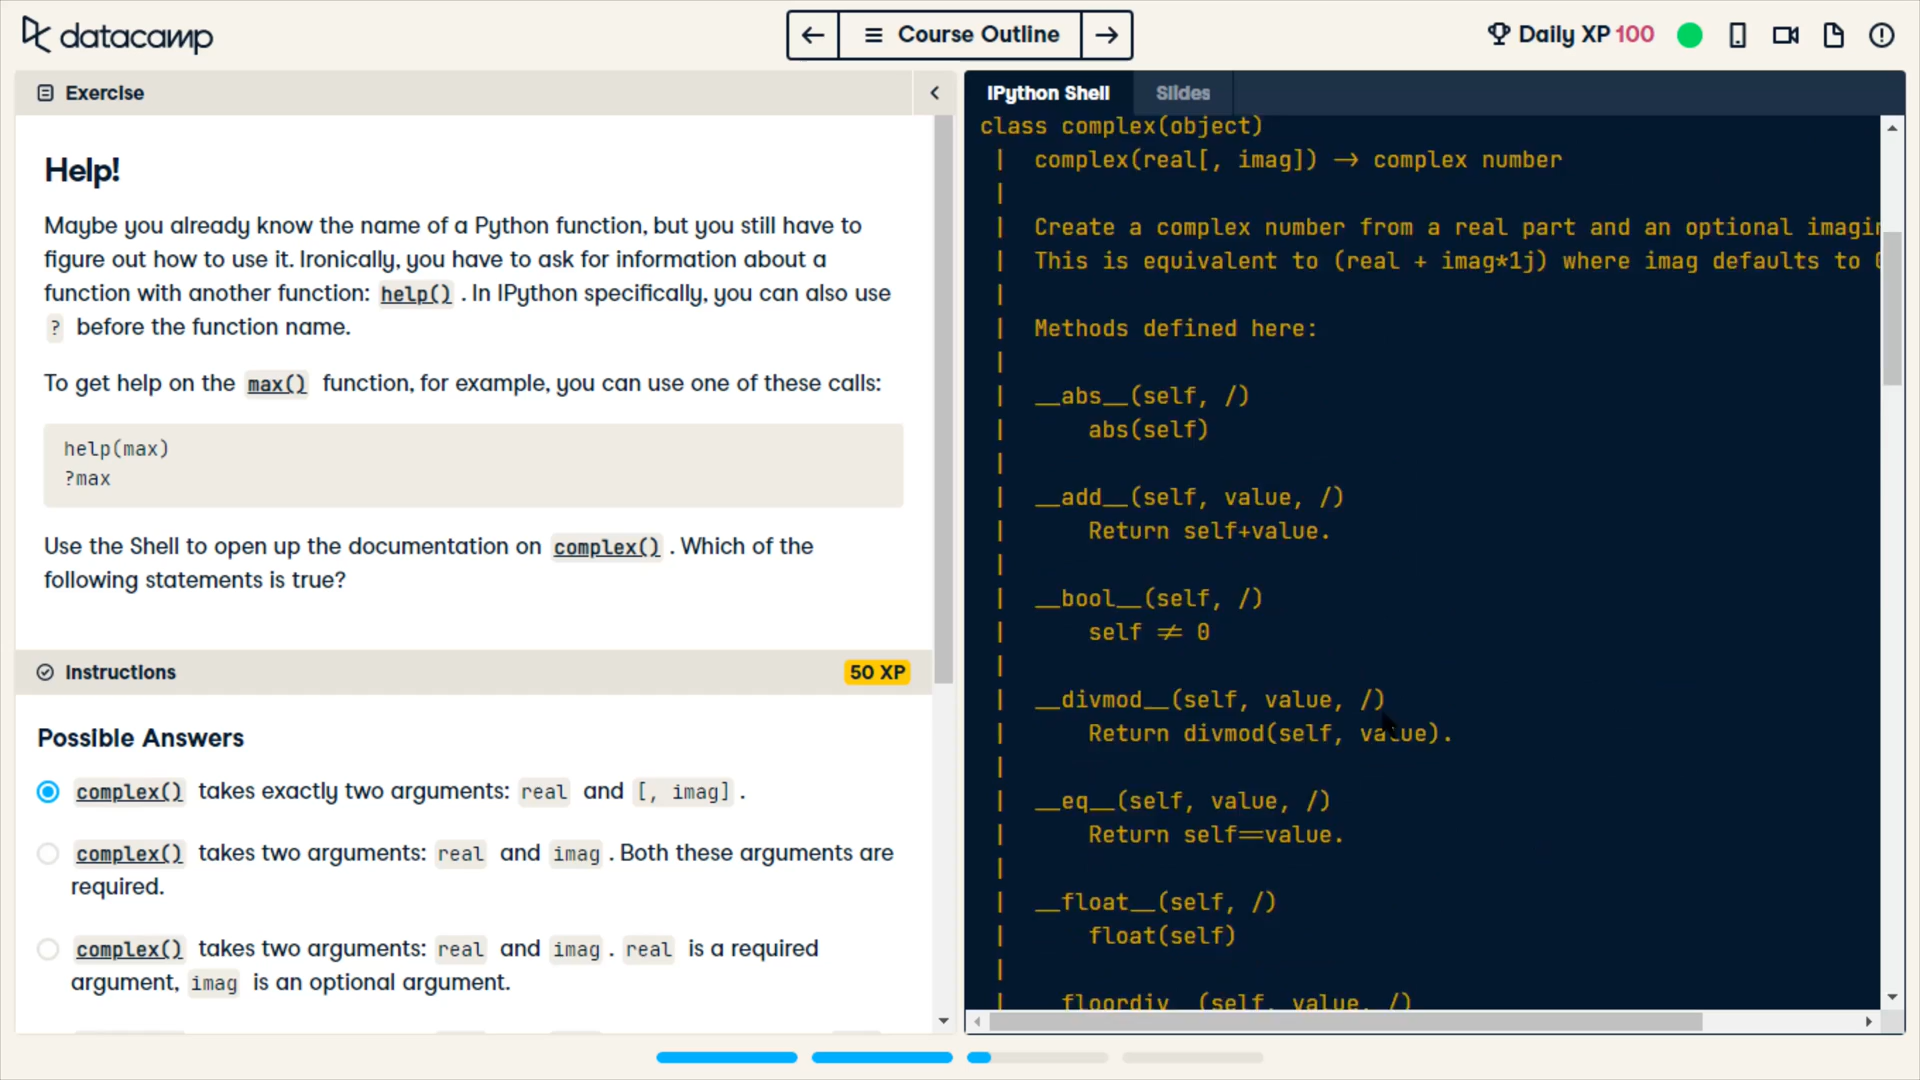 datacamp
Course Outline
Daily XP 100
Exercise
IPython Shell
Slides
Help!
Maybe you already know the name of a Python function, but you still have to
figure out how to use it. Ironically, you have to ask for information about a
function with another function: help() . In IPython specifically, you can also use
? before the function name.
To get help on the max() function, for example, you can use one of these calls:
help(max)
?max
Use the Shell to open up the documentation on complex() . Which of the
following statements is true?
Instructions
50 XP
Possible Answers
complex() takes exactly two arguments: real and [, imag] .
complex() takes two arguments: real and imag . Both these arguments are
required.
complex() takes two arguments: real and imag . real is a required
argument, imag is an optional argument.
class complex(object)
| complex(real[, imag]) -> complex number
|
| Create a complex number from a real part and an optional imagin
| This is equivalent to (real + imag*1j) where imag defaults to 0
|
| Methods defined here:
|
| __abs__(self, /)
| abs(self)
|
| __add__(self, value, /)
| Return self+value.
|
| __bool__(self, /)
| self != 0
|
| __divmod__(self, value, /)
| Return divmod(self, value).
|
| __eq__(self, value, /)
| Return self==value.
|
| __float__(self, /)
| float(self)
|
| __floordiv__(self, value, /)